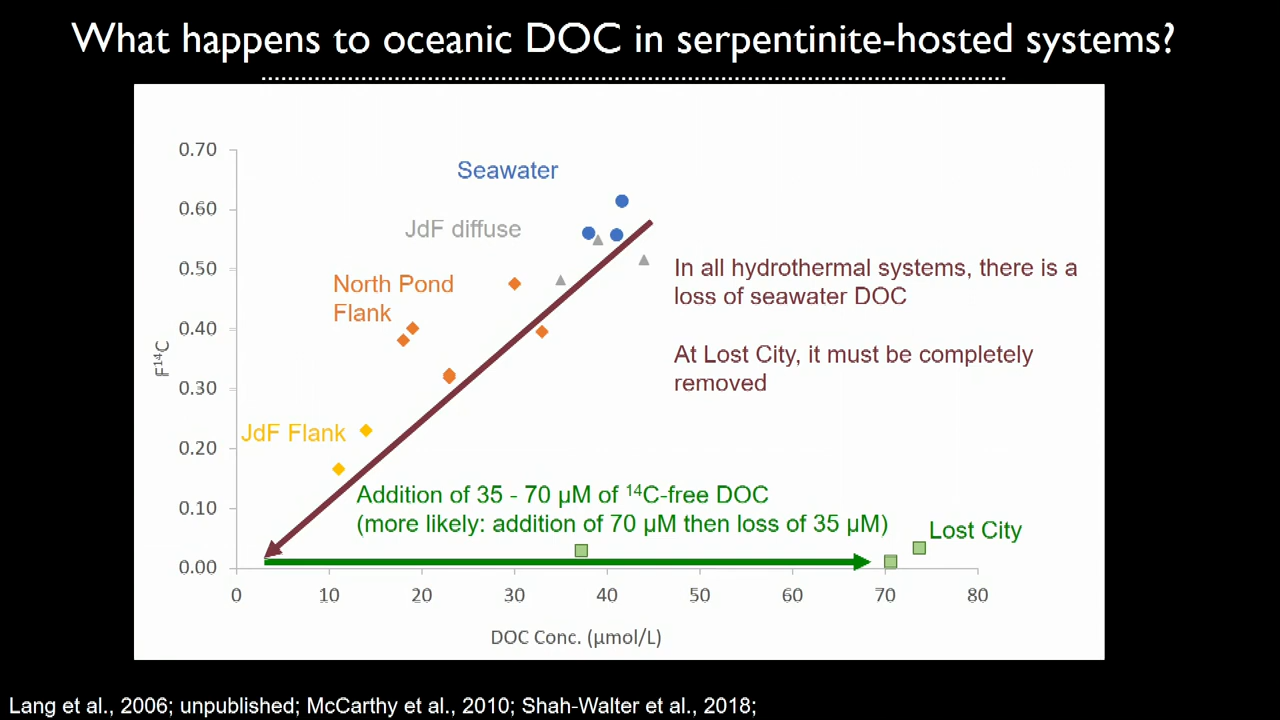 What happens to oceanic DOC in serpentinite-hosted systems?
0.70
Seawater
0.60
JdF diffuse
0.50
In all hydrothermal systems, there is a
loss of seawater DOC
North Pond
Flank
0.40
F¹⁴C
At Lost City, it must be completely
removed
0.30
JdF Flank
0.20
Addition of 35 - 70 µM of ¹⁴C-free DOC
0.10
(more likely: addition of 70 µM then loss of 35 µM)
Lost City
0.00
0 10 20 30 40 50 60 70 80
DOC Conc. (µmol/L)
Lang et al., 2006; unpublished; McCarthy et al., 2010; Shah-Walter et al., 2018;